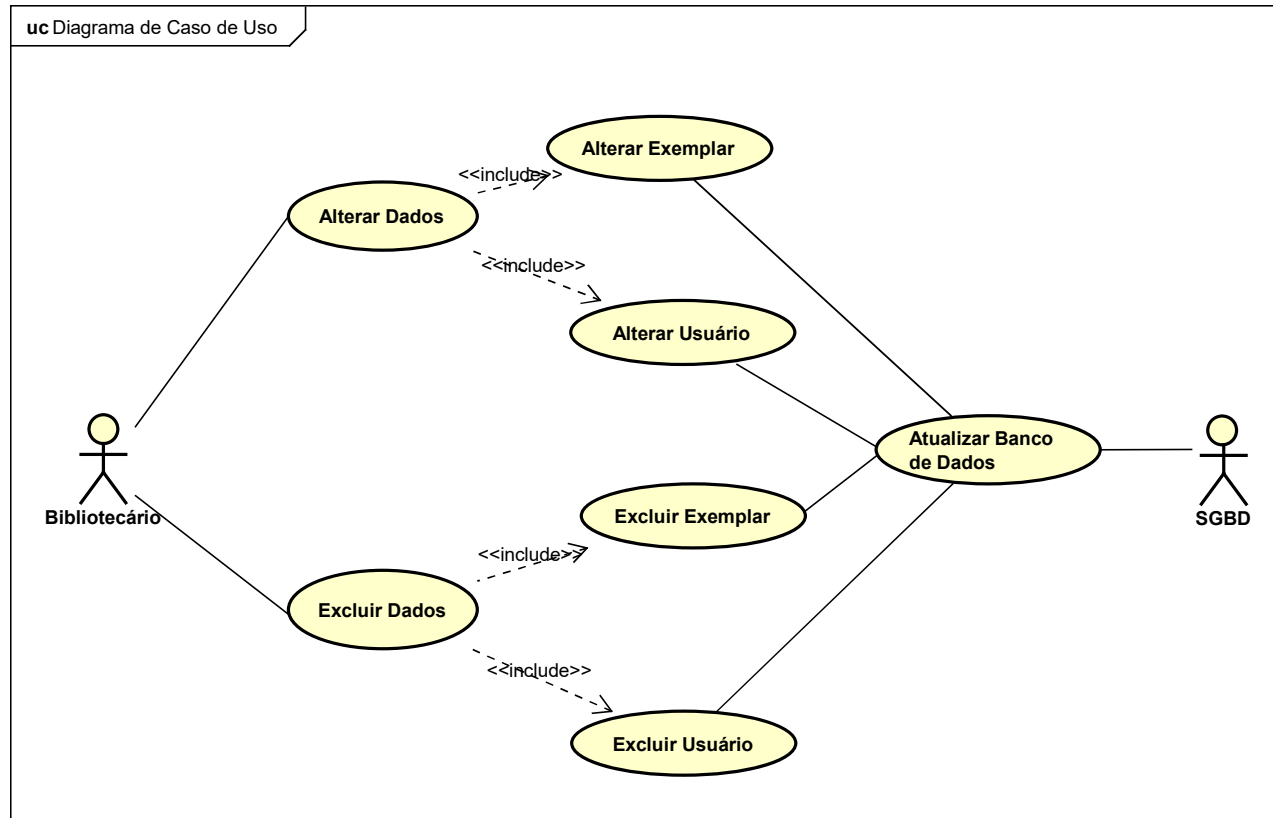 uc Diagrama de Caso de Uso
Alterar Exemplar
<<include>>
Alterar Dados
<<include>>
Alterar Usuário
Atualizar Banco
de Dados
Bibliotecário
SGBD
Excluir Exemplar
<<include>>
Excluir Dados
<<include>>
Excluir Usuário